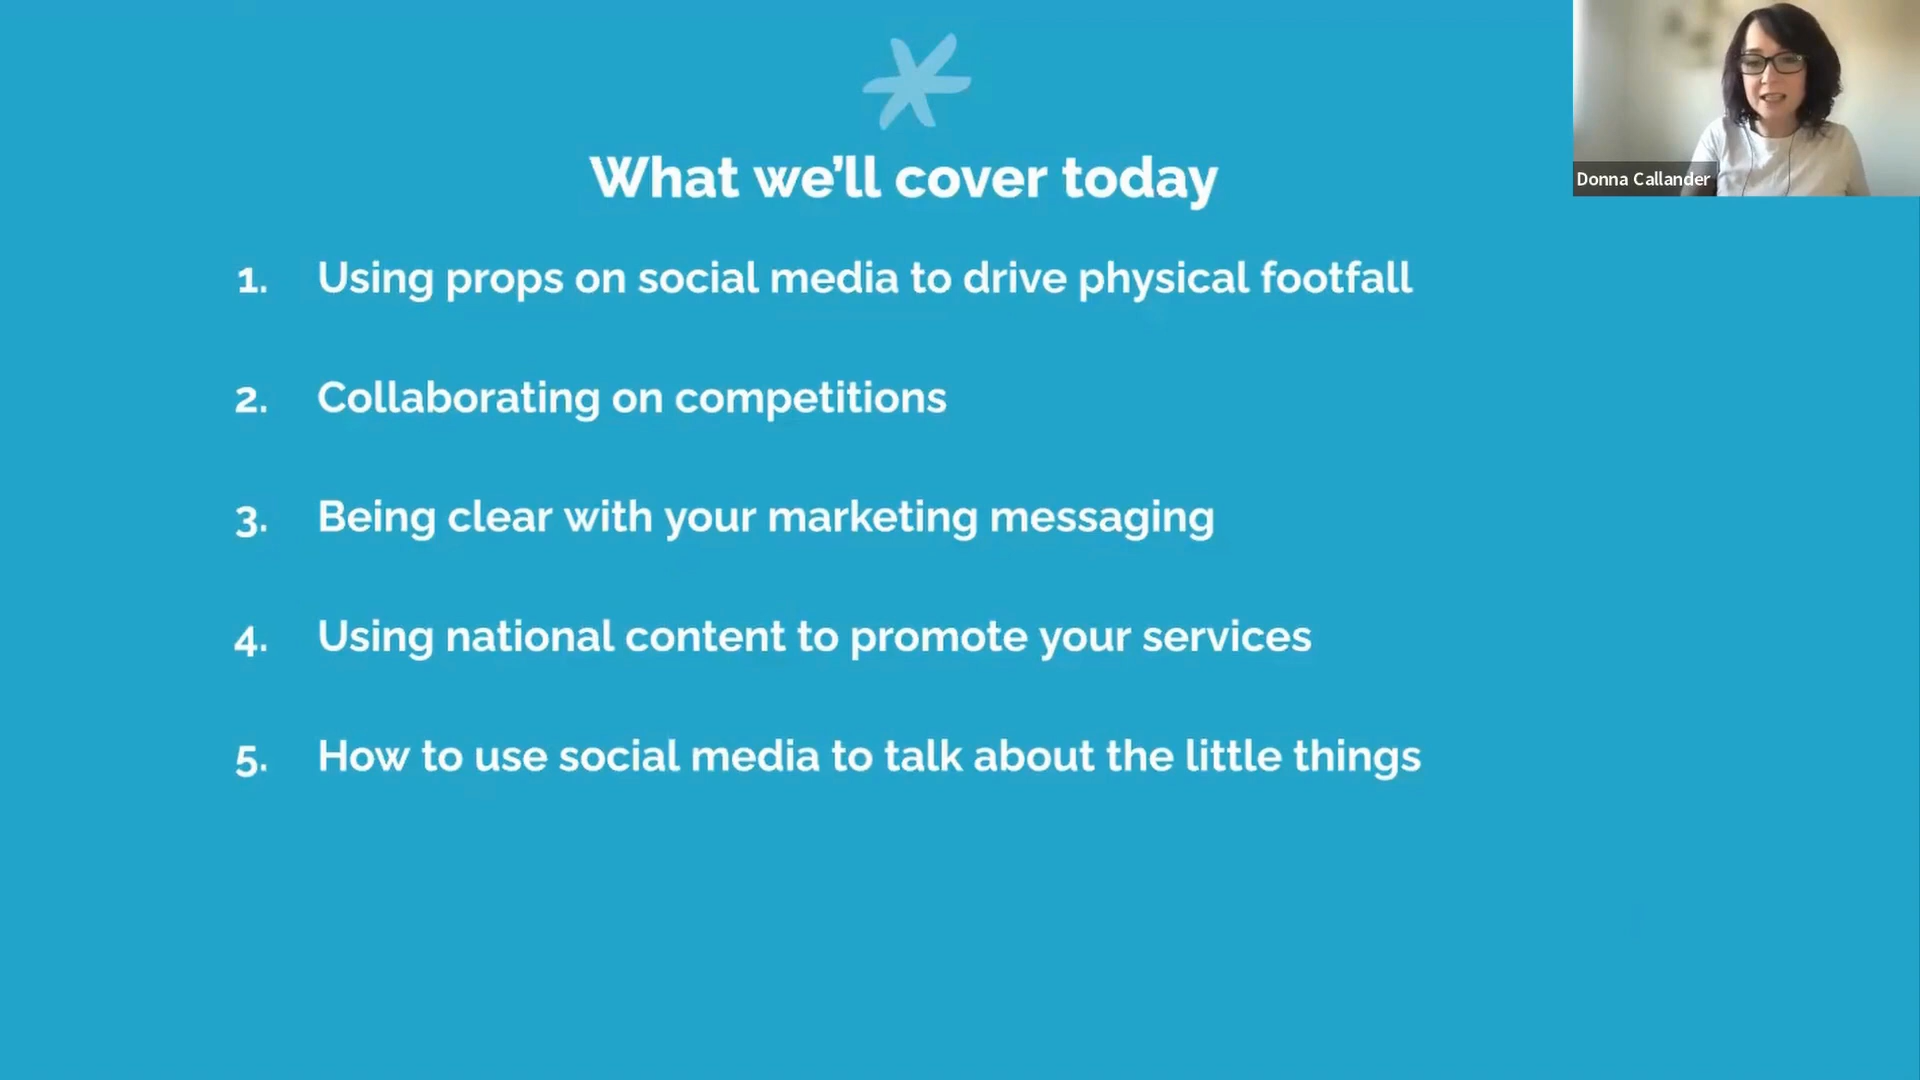 What we’ll cover today
1. Using props on social media to drive physical footfall
2. Collaborating on competitions
3. Being clear with your marketing messaging
4. Using national content to promote your services
5. How to use social media to talk about the little things
Donna Callander